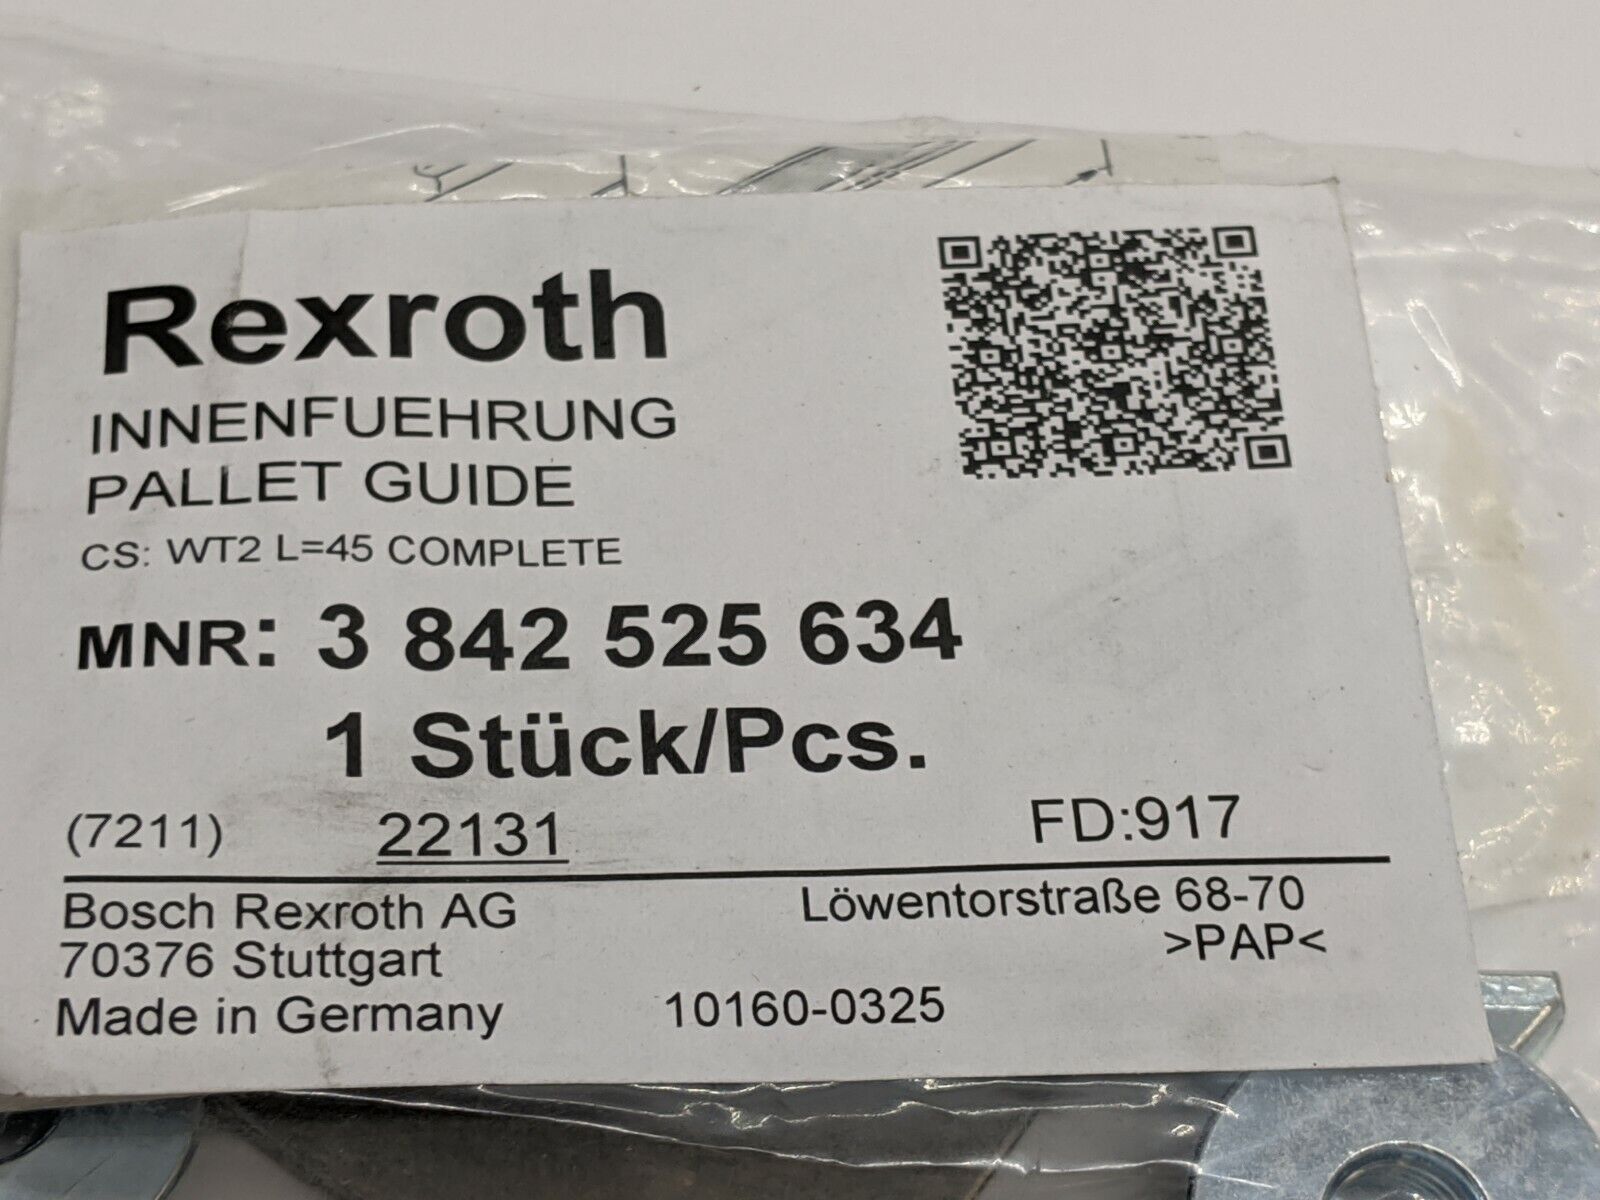 Rexroth
INNENFUEHRUNG
PALLET GUIDE
CS: WT2 L=45 COMPLETE
MNR: 3 842 525 634
1 Stück/Pcs.
(7211) 22131 FD:917
Bosch Rexroth AG Löwentorstraße 68-70
70376 Stuttgart >PAP<
Made in Germany 10160-0325